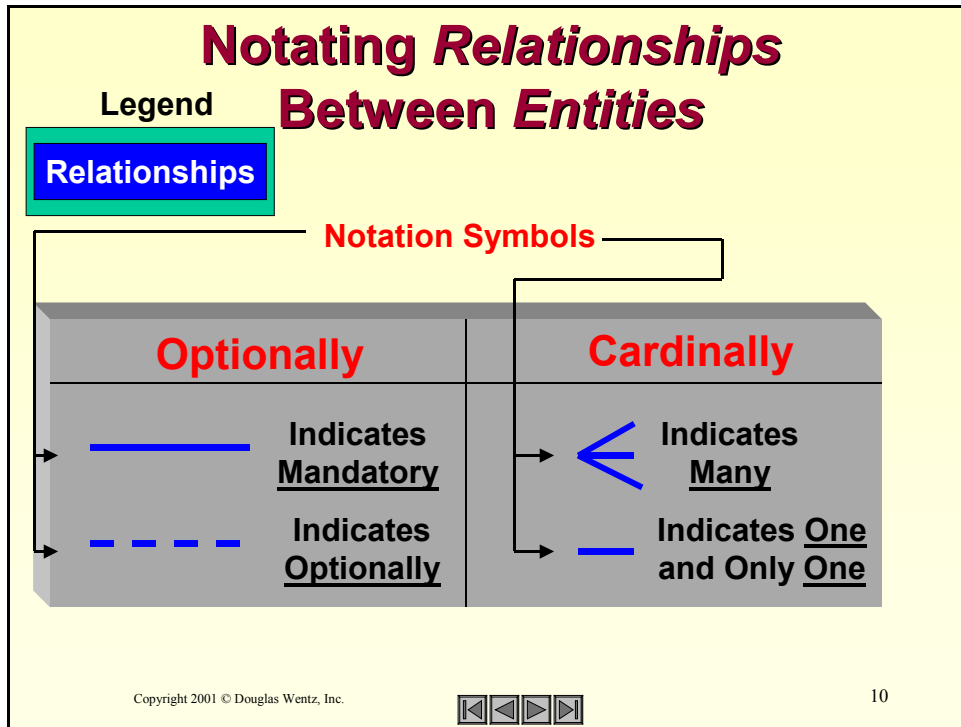 Notating Relationships
Between Entities
Legend
Relationships
Notation Symbols
Optionally
Cardinally
Indicates
Mandatory
Indicates
Many
Indicates
Optionally
Indicates One
and Only One
Copyright 2001 © Douglas Wentz, Inc.
10